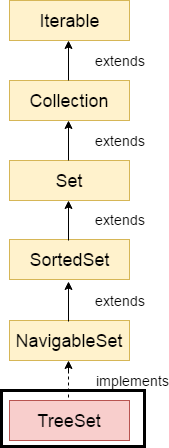 Iterable
extends
Collection
extends
Set
extends
SortedSet
extends
NavigableSet
implements
TreeSet